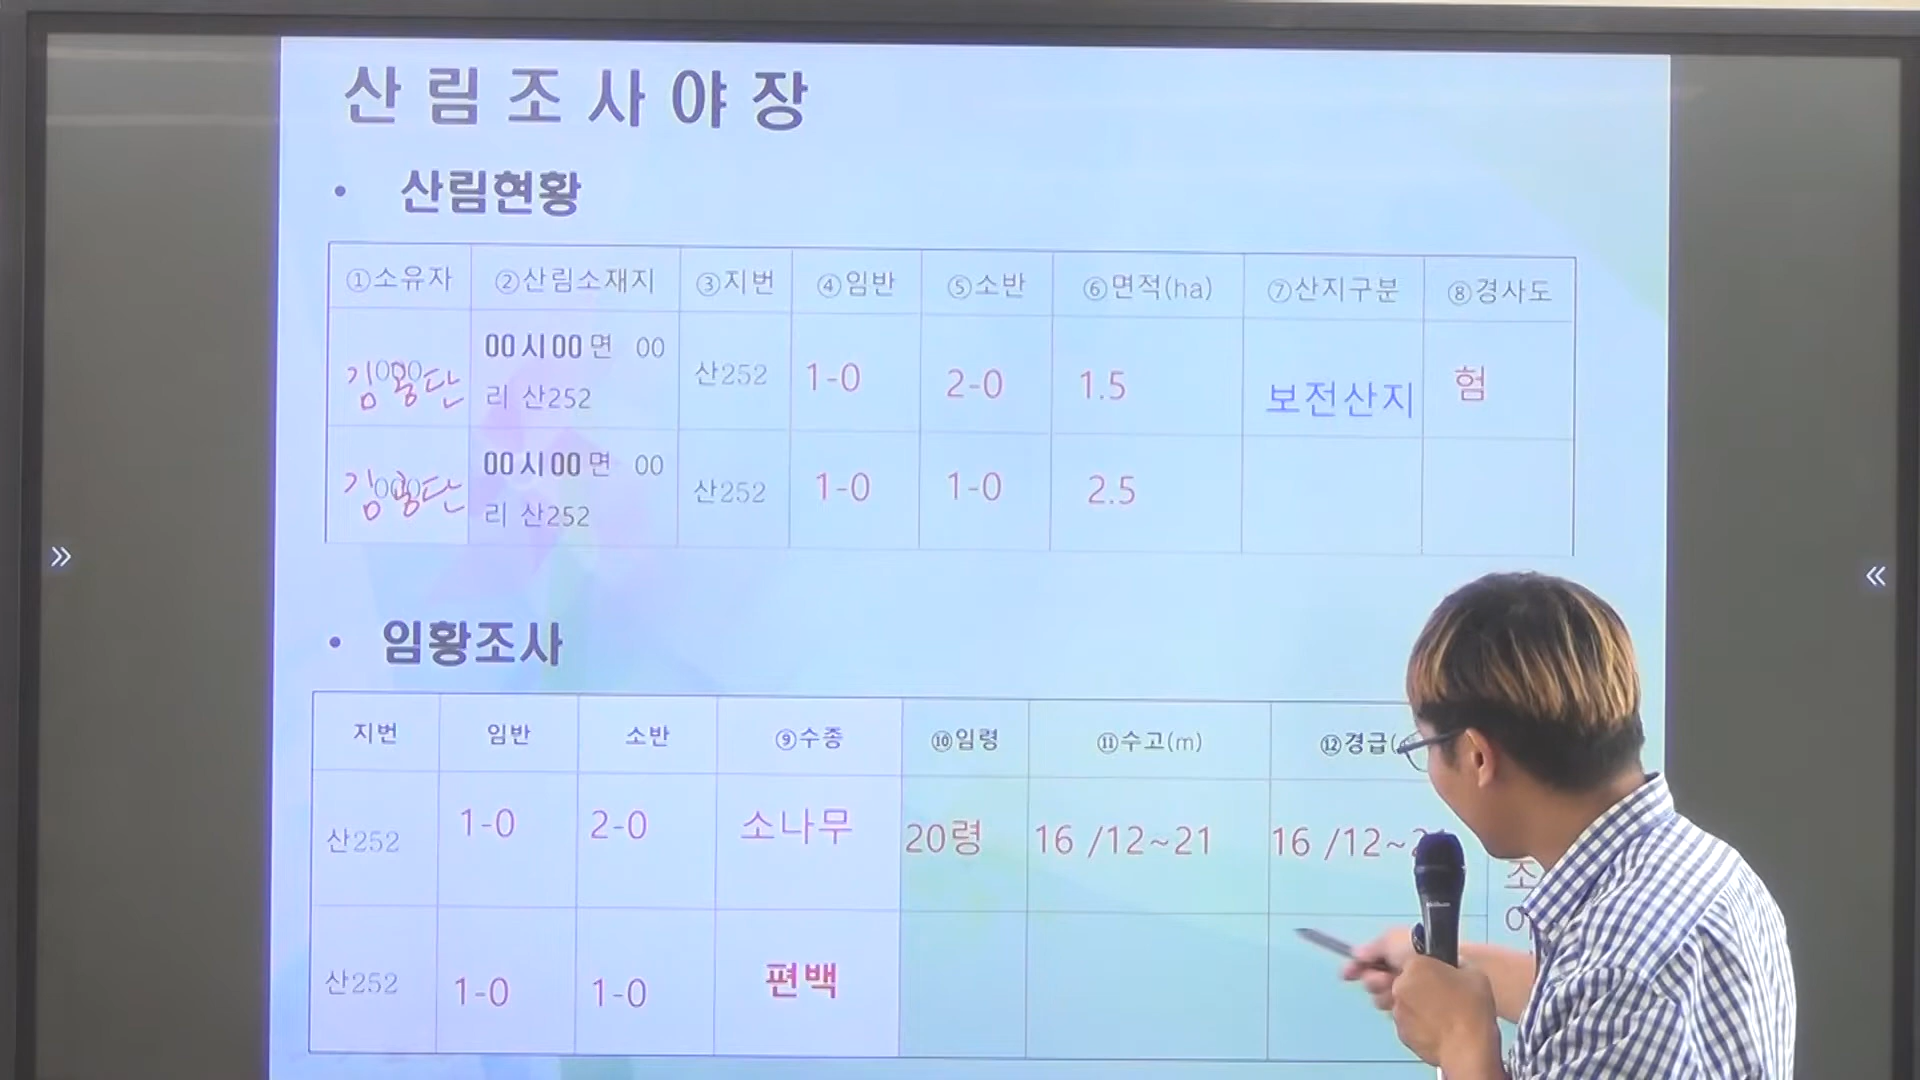 산림조사야장
• 산림현황
①소유자 ②산림소재지 ③지번 ④임반 ⑤소반 ⑥면적(ha) ⑦산지구분 ⑧경사도
00시00면 00
리 산252
산252 1-0 2-0 1.5 보전산지 험
00시00면 00
리 산252
산252 1-0 1-0 2.5
• 임황조사
지번 임반 소반 ⑨수종 ⑩임령 ⑪수고(m) ⑫경급(
산252 1-0 2-0 소나무 20령 16 /12~21 16 /12~
조
산252 1-0 1-0 편백